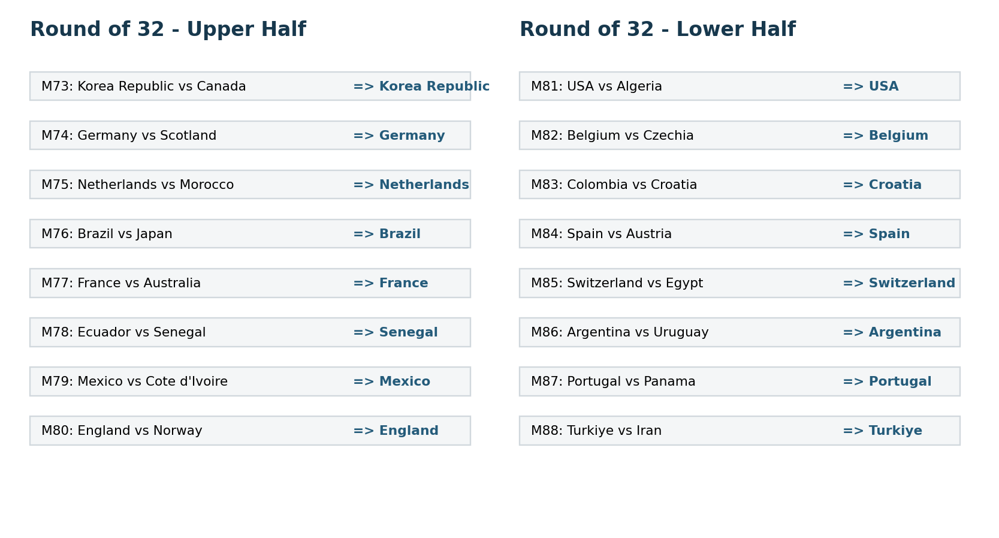 Round of 32 - Upper Half
M73: Korea Republic vs Canada => Korea Republic
M74: Germany vs Scotland => Germany
M75: Netherlands vs Morocco => Netherlands
M76: Brazil vs Japan => Brazil
M77: France vs Australia => France
M78: Ecuador vs Senegal => Senegal
M79: Mexico vs Cote d'Ivoire => Mexico
M80: England vs Norway => England
Round of 32 - Lower Half
M81: USA vs Algeria => USA
M82: Belgium vs Czechia => Belgium
M83: Colombia vs Croatia => Croatia
M84: Spain vs Austria => Spain
M85: Switzerland vs Egypt => Switzerland
M86: Argentina vs Uruguay => Argentina
M87: Portugal vs Panama => Portugal
M88: Turkiye vs Iran => Turkiye